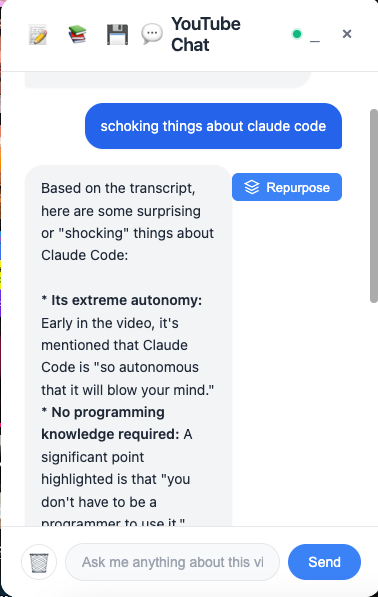 YouTube
Chat
schoking things about claude code
Repurpose
Based on the transcript,
here are some surprising
or "shocking" things about
Claude Code:
* Its extreme autonomy:
Early in the video, it's
mentioned that Claude
Code is "so autonomous
that it will blow your mind."
* No programming
knowledge required: A
significant point
highlighted is that "you
don't have to be a
programmer to use it."
Ask me anything about this vi
Send